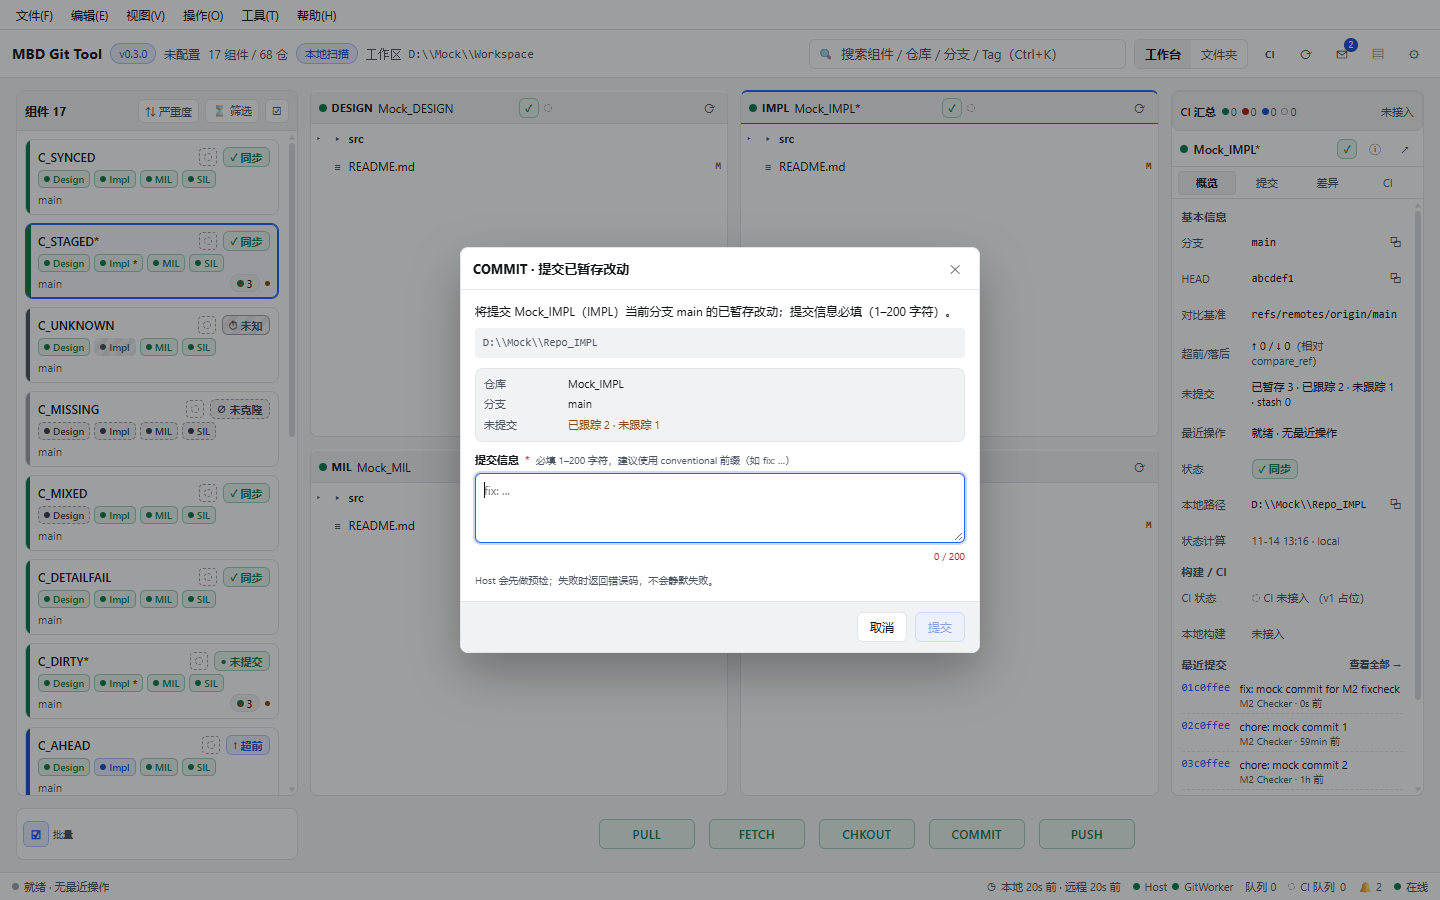 文件(F) 编辑(E) 视图(V) 操作(O) 工具(T) 帮助(H)
MBD Git Tool v0.3.0 未配置 17 组件 / 68 仓 本地扫描 工作区 D:\\Mock\\Workspace
搜索组件 / 仓库 / 分支 / Tag（Ctrl+K） 工作台 文件夹 CI 2
组件 17 严重度 筛选
C_SYNCED ✓ 同步
Design Impl MIL SIL
main
C_STAGED* ✓ 同步
Design Impl * MIL SIL
main 3
C_UNKNOWN 未知
Design Impl MIL SIL
main
C_MISSING 未克隆
Design Impl MIL SIL
main
C_MIXED ✓ 同步
Design Impl MIL SIL
main
C_DETAILFAIL ✓ 同步
Design Impl MIL SIL
main
C_DIRTY* 未提交
Design Impl * MIL SIL
main 3
C_AHEAD ↑ 超前
Design Impl MIL SIL
main
批量
DESIGN Mock_DESIGN ✓
src
README.md M
IMPL Mock_IMPL* ✓
src
README.md M
MIL Mock_MIL
src
README.md
M
COMMIT · 提交已暂存改动
将提交 Mock_IMPL（IMPL）当前分支 main 的已暂存改动；提交信息必填（1–200 字符）。
D:\\Mock\\Repo_IMPL
仓库 Mock_IMPL
分支 main
未提交 已跟踪 2 · 未跟踪 1
提交信息 * 必填 1–200 字符，建议使用 conventional 前缀（如 fix: …）
fix: …
0 / 200
Host 会先做预检；失败时返回错误码，不会静默失败。
取消 提交
CI 汇总 0 0 0 0 未接入
Mock_IMPL* ✓
概览 提交 差异 CI
基本信息
分支 main
HEAD abcdef1
对比基准 refs/remotes/origin/main
超前/落后 ↑ 0 / ↓ 0（相对
compare_ref）
未提交 已暂存 3 · 已跟踪 2 · 未跟踪 1
· stash 0
最近操作 就绪 · 无最近操作
状态 ✓ 同步
本地路径 D:\\Mock\\Repo_IMPL
状态计算 11-14 13:16 · local
构建 / CI
CI 状态 CI 未接入 （v1 占位）
本地构建 未接入
最近提交 查看全部 →
01c0ffee fix: mock commit for M2 fixcheck
M2 Checker · 0s 前
02c0ffee chore: mock commit 1
M2 Checker · 59min 前
03c0ffee chore: mock commit 2
M2 Checker · 1h 前
PULL FETCH CHKOUT COMMIT PUSH
就绪 · 无最近操作 本地 20s 前 · 远程 20s 前 Host GitWorker 队列 0 CI 队列 0 2 在线